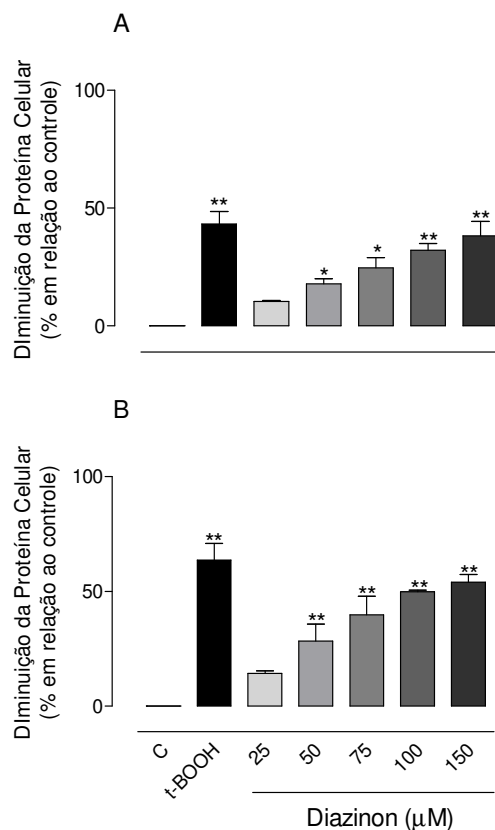 A
DIminuição da Proteína Celular
(% em relação ao controle)
100
50
0
**
*
*
**
**
B
DIminuição da Proteína Celular
(% em relação ao controle)
100
50
0
**
**
**
**
**
C
t-BOOH
25
50
75
100
150
Diazinon (µM)